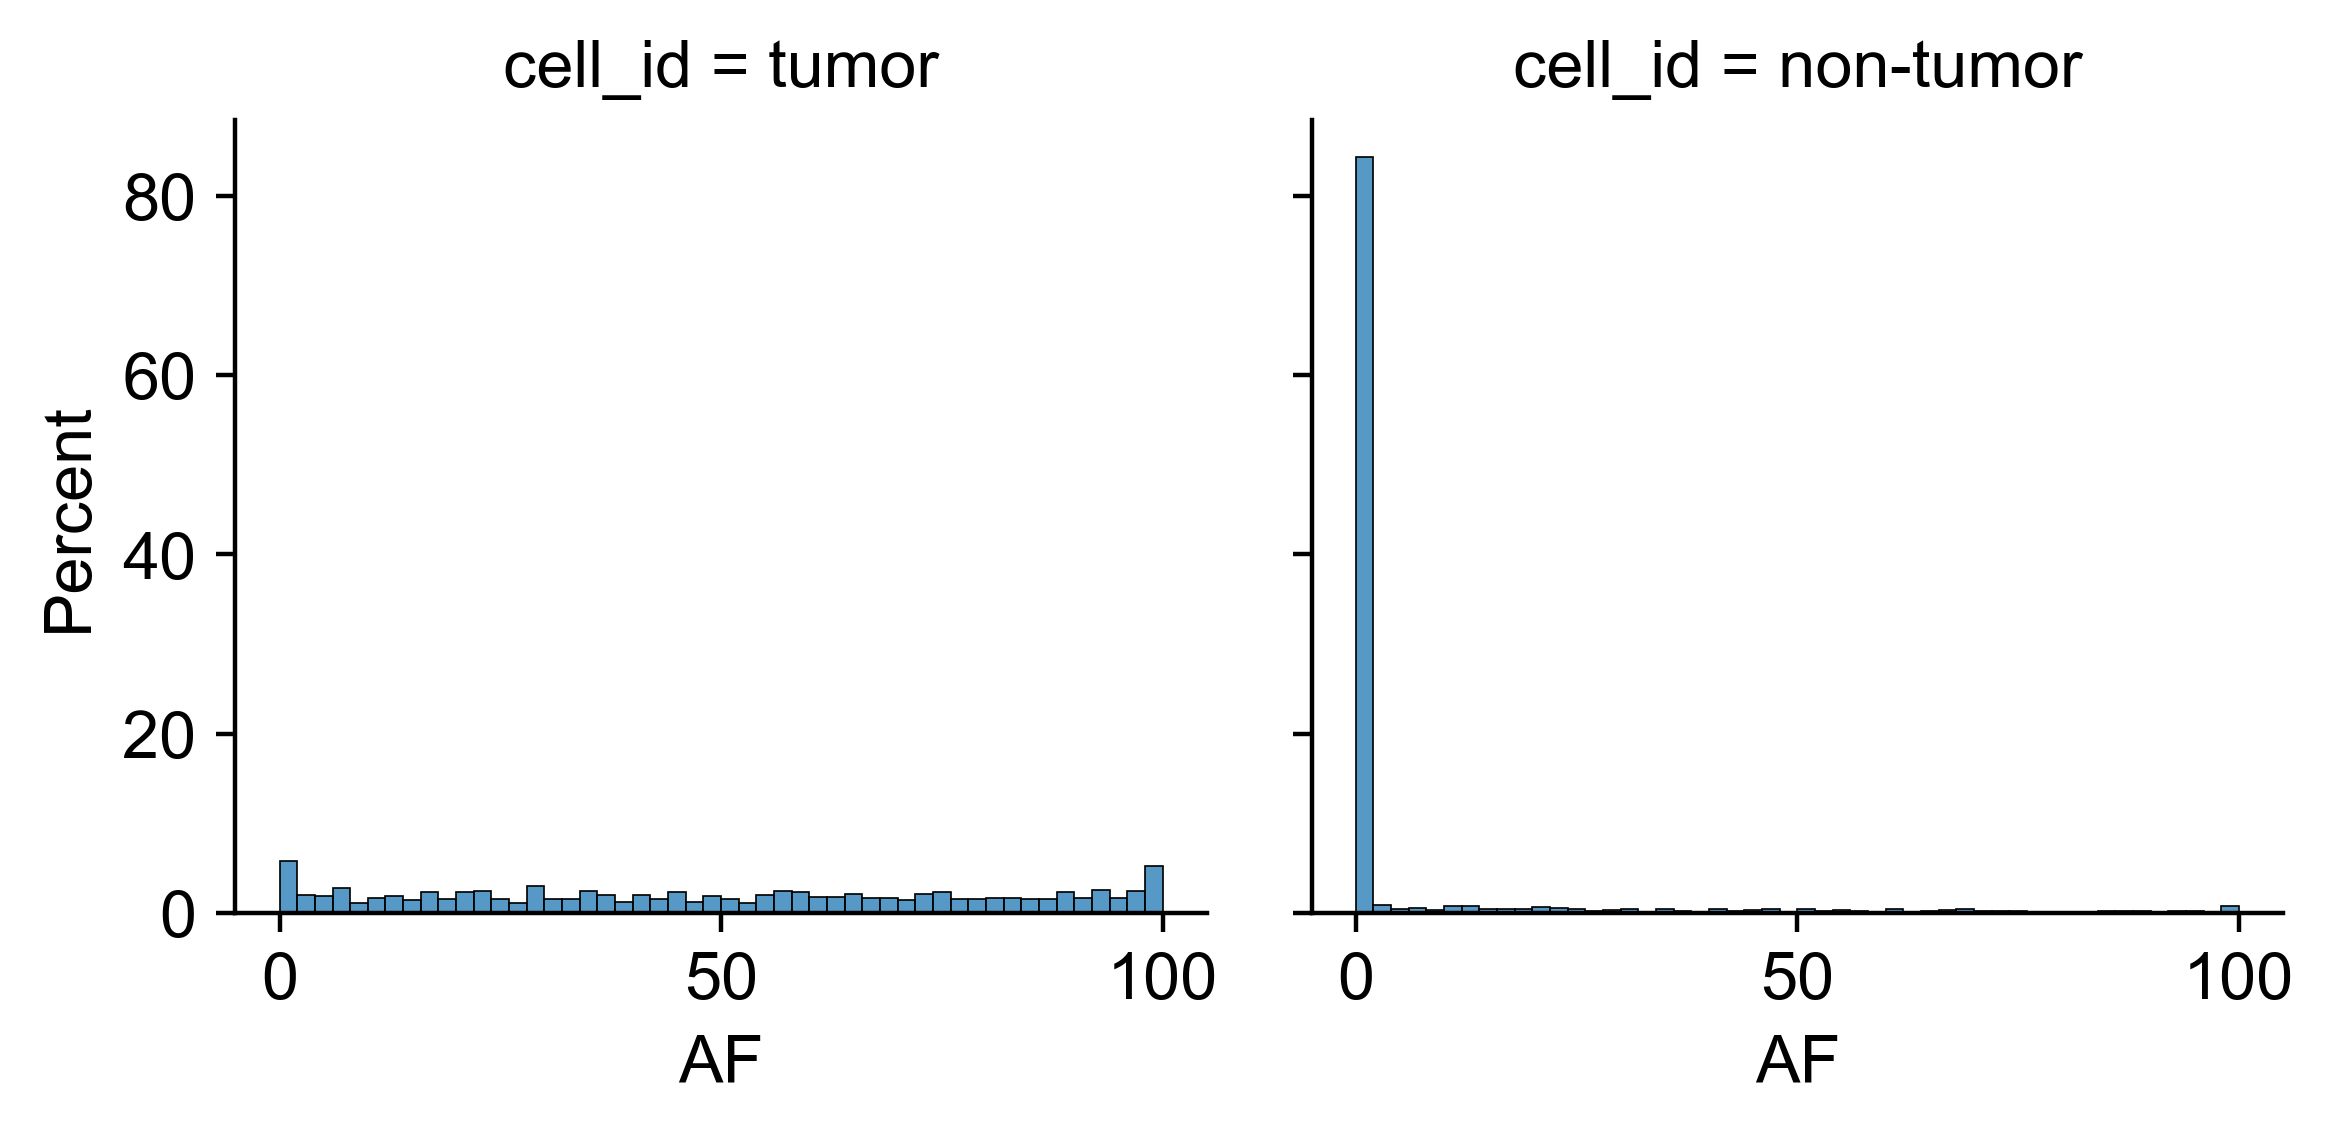 cell_id = tumor
cell_id = non-tumor
Percent
80
60
40
20
0
0 50 100
0 50 100
AF
AF